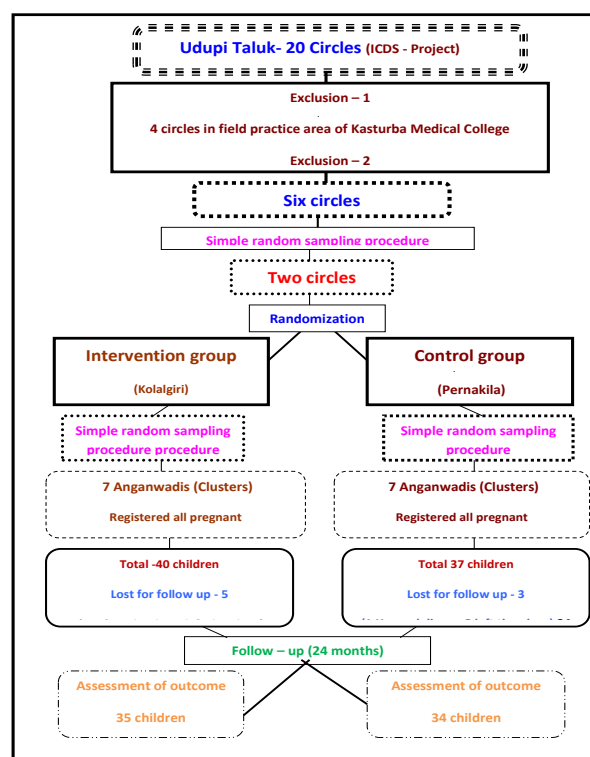 Udupi Taluk- 20 Circles (ICDS - Project)
Exclusion – 1
4 circles in field practice area of Kasturba Medical College
Exclusion – 2
Six circles
Simple random sampling procedure
Two circles
Randomization
Intervention group
(Kolalgiri)
Control group
(Pernakila)
Simple random sampling
procedure procedure
Simple random sampling
procedure
7 Anganwadis (Clusters)
Registered all pregnant
7 Anganwadis (Clusters)
Registered all pregnant
Total -40 children
Lost for follow up - 5
Total 37 children
Lost for follow up - 3
Follow – up (24 months)
Assessment of outcome
35 children
Assessment of outcome
34 children